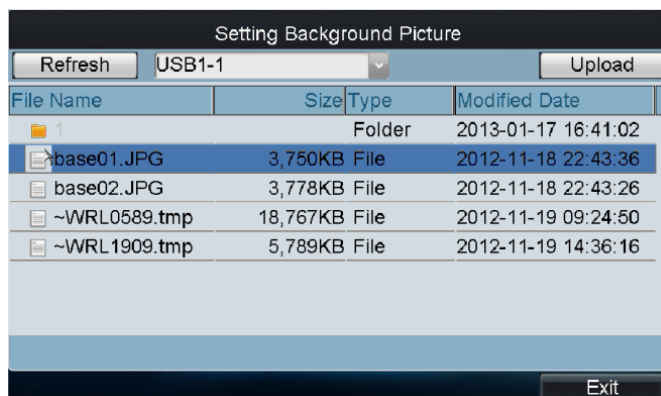 Setting Background Picture
Refresh USB1-1 Upload
File Name Size Type Modified Date
1 Folder 2013-01-17 16:41:02
base01.JPG 3,750KB File 2012-11-18 22:43:36
base02.JPG 3,778KB File 2012-11-18 22:43:26
~WRL0589.tmp 18,767KB File 2012-11-19 09:24:50
~WRL1909.tmp 5,789KB File 2012-11-19 14:36:16
Exit